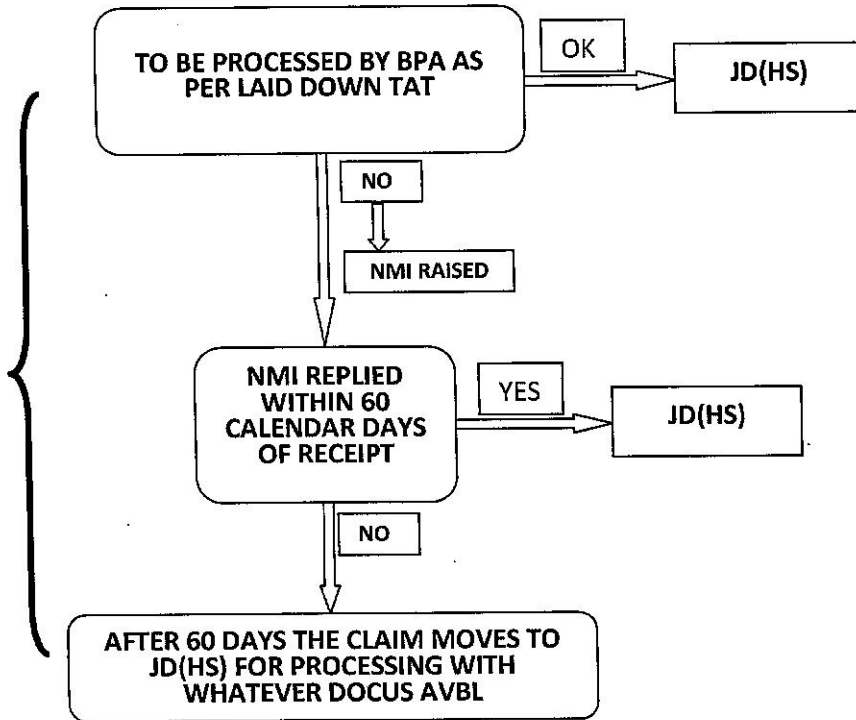 TO BE PROCESSED BY BPA AS
PER LAID DOWN TAT
OK
JD(HS)
NO
NMI RAISED
NMI REPLIED
WITHIN 60
CALENDAR DAYS
OF RECEIPT
YES
JD(HS)
NO
AFTER 60 DAYS THE CLAIM MOVES TO
JD(HS) FOR PROCESSING WITH
WHATEVER DOCUS AVBL